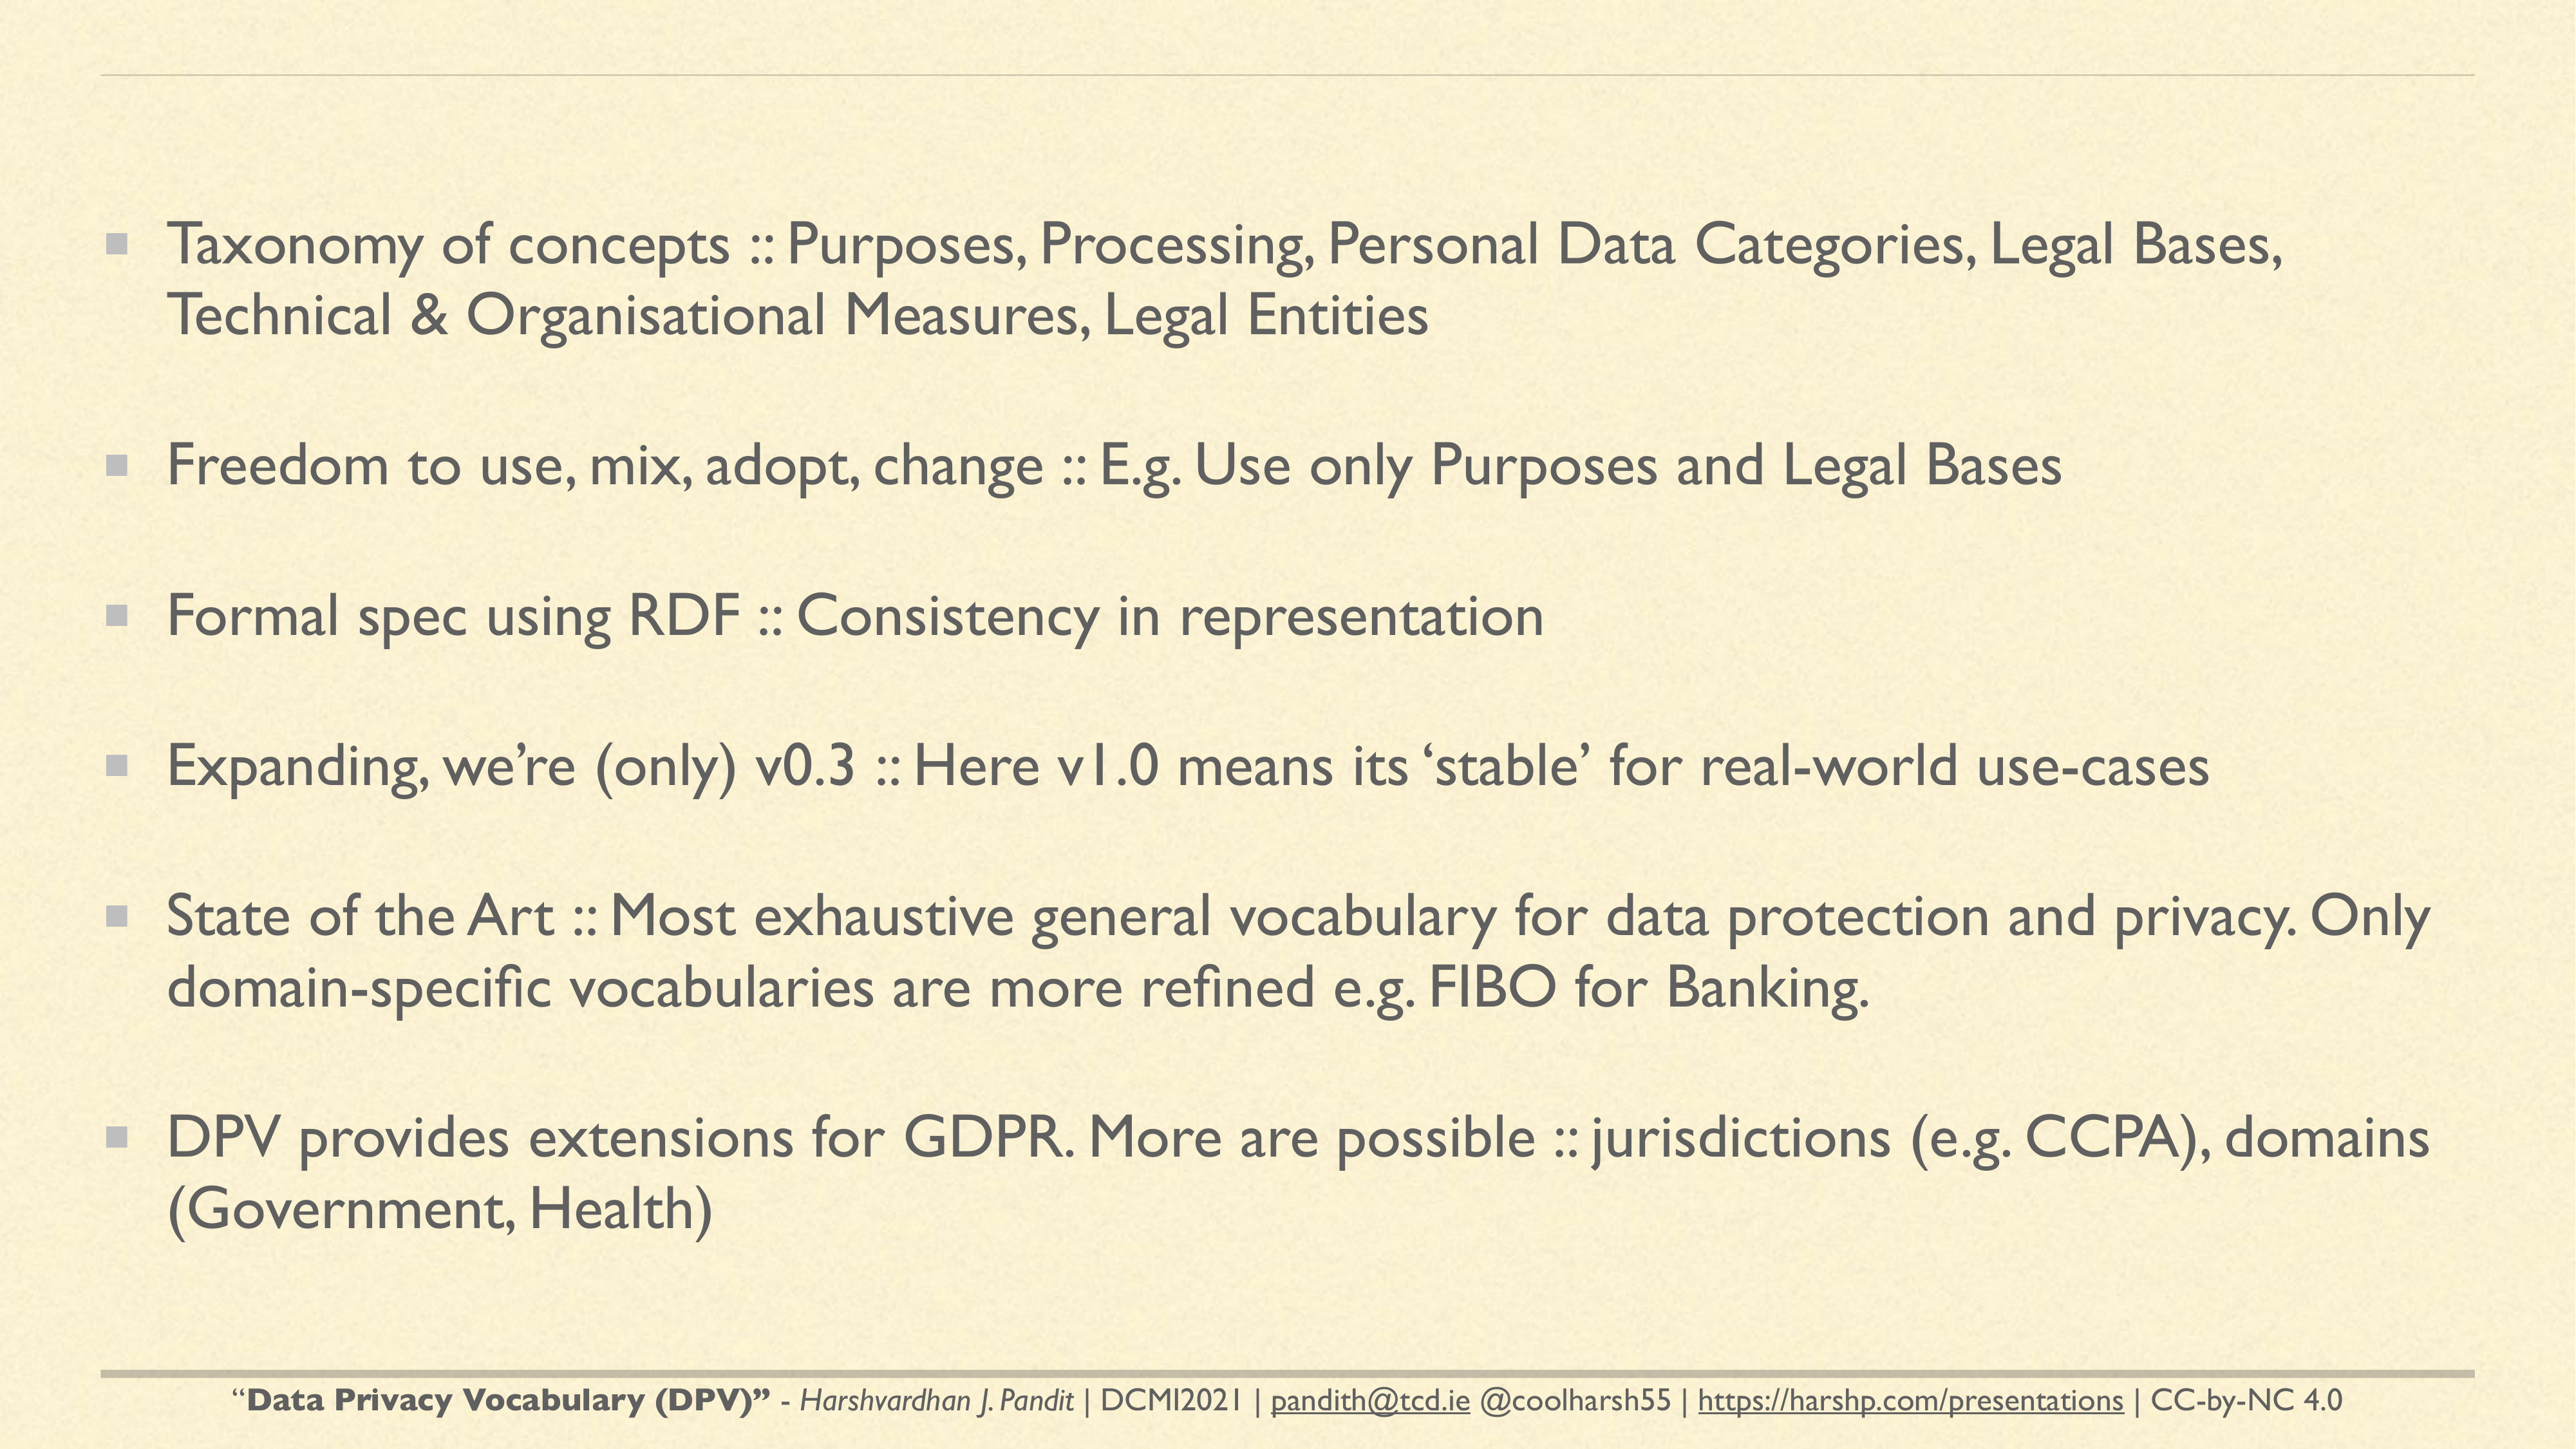 Taxonomy of concepts :: Purposes, Processing, Personal Data Categories, Legal Bases,
Technical & Organisational Measures, Legal Entities
Freedom to use, mix, adopt, change :: E.g. Use only Purposes and Legal Bases
Formal spec using RDF :: Consistency in representation
Expanding, we’re (only) v0.3 :: Here v1.0 means its ‘stable’ for real-world use-cases
State of the Art :: Most exhaustive general vocabulary for data protection and privacy. Only
domain-specific vocabularies are more refined e.g. FIBO for Banking.
DPV provides extensions for GDPR. More are possible :: jurisdictions (e.g. CCPA), domains
(Government, Health)
“Data Privacy Vocabulary (DPV)” - Harshvardhan J. Pandit | DCMI2021 | pandith@tcd.ie @coolharsh55 | https://harshp.com/presentations | CC-by-NC 4.0